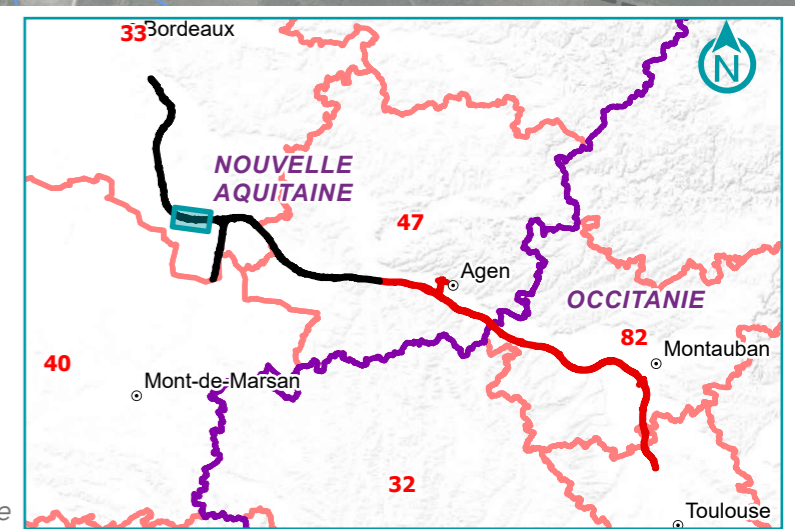 33 Bordeaux
N
NOUVELLE
AQUITAINE
47
Agen
OCCITANIE
82
Montauban
40
Mont-de-Marsan
32
Toulouse
e